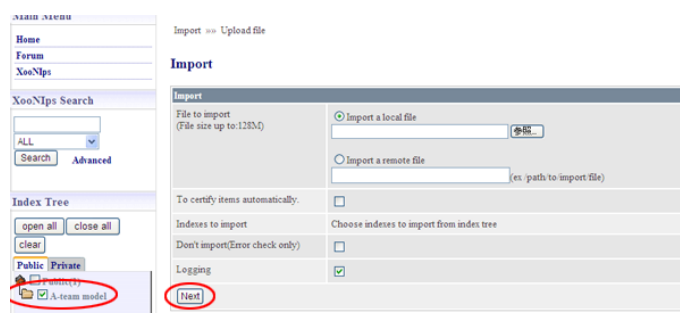 Main Menu
Home
Forum
XooNIps
XooNIps Search
ALL
Search Advanced
Index Tree
open all close all
clear
Public Private
Public(1)
A-team model
Import »» Upload file
Import
Import
File to import
(File size up to:128M)
Import a local file
参照...
Import a remote file
(ex /path/to/import/file)
To certify items automatically.
Indexes to import
Choose indexes to import from index tree
Don't import(Error check only)
Logging
Next